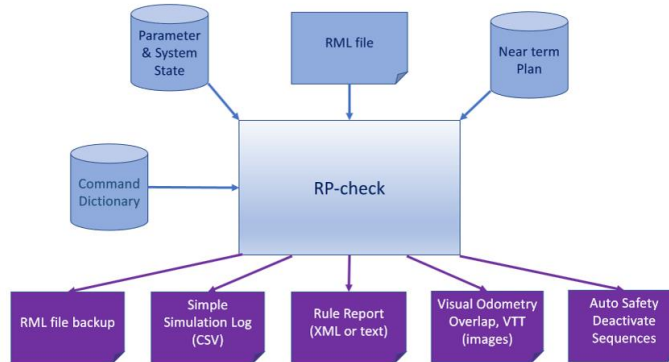 Parameter
& System
State
RML file
Near term
Plan
Command
Dictionary
RP-check
RML file backup
Simple
Simulation Log
(CSV)
Rule Report
(XML or text)
Visual Odometry
Overlap, VTT
(images)
Auto Safety
Deactivate
Sequences